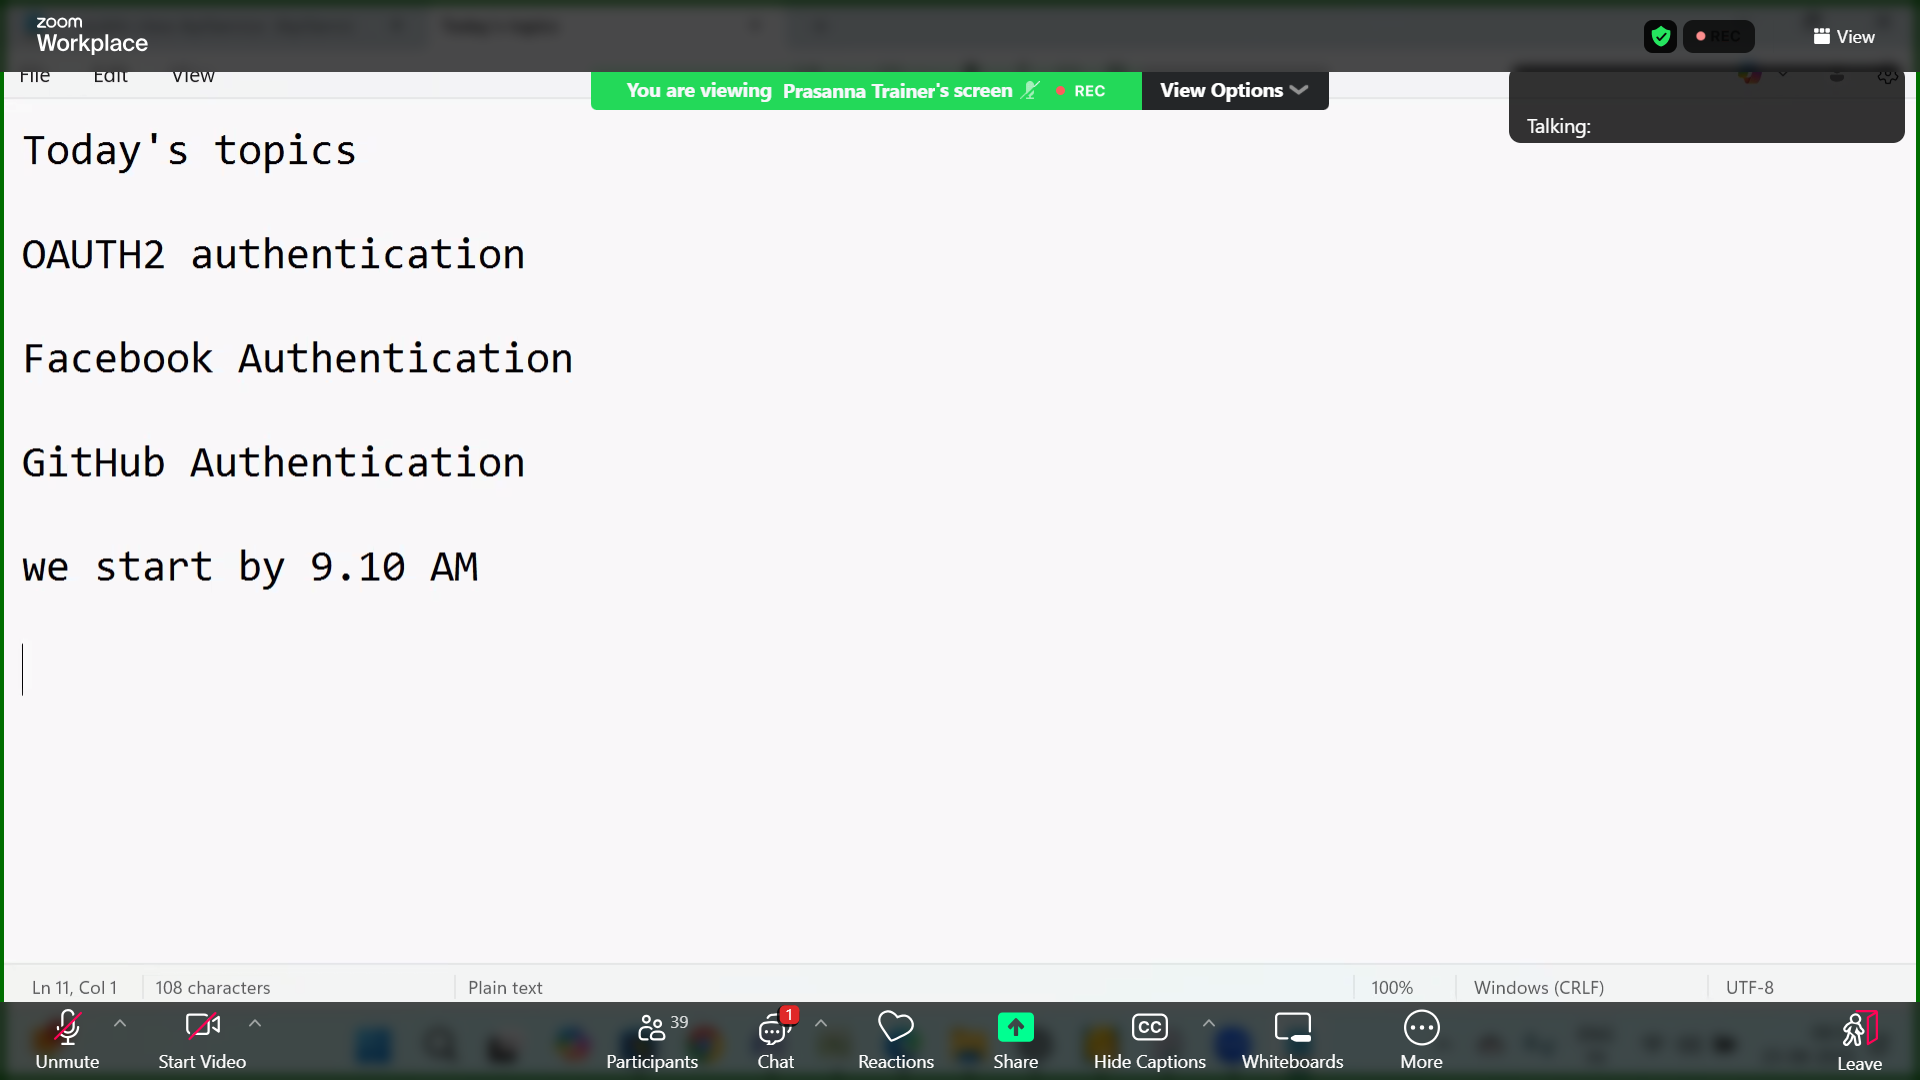 zoom
Workplace
REC
View
File Edit View
You are viewing Prasanna Trainer's screen REC
View Options
Talking:
Today's topics
OAUTH2 authentication
Facebook Authentication
GitHub Authentication
we start by 9.10 AM
Ln 11, Col 1
108 characters
Plain text
100%
Windows (CRLF)
UTF-8
39
1
CC
Unmute
Start Video
Participants
Chat
Reactions
Share
Hide Captions
Whiteboards
More
Leave